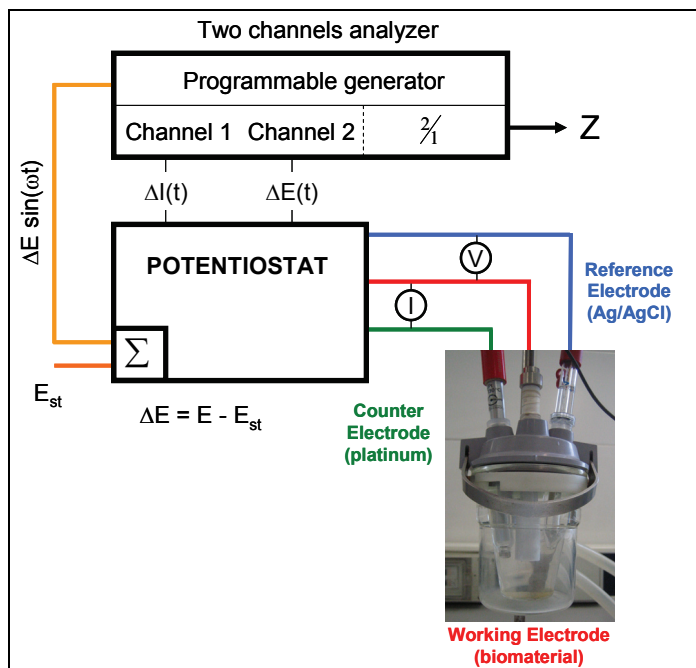 Two channels analyzer
Programmable generator
Channel 1 Channel 2 2/1
Z
ΔI(t) ΔE(t)
ΔE sin(ωt)
POTENTIOSTAT
V
I
Reference
Electrode
(Ag/AgCl)
Σ
E_st
ΔE = E - E_st
Counter
Electrode
(platinum)
Working Electrode
(biomaterial)